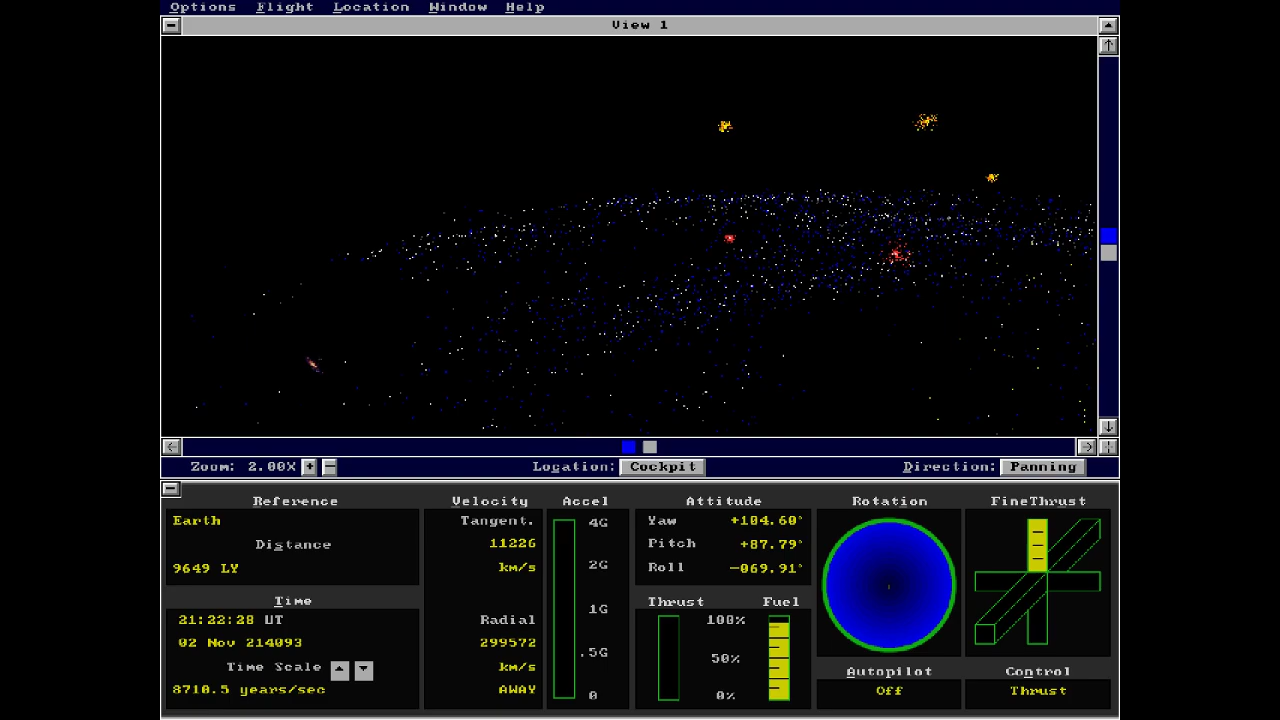 Options Flight Location Window Help
View 1
Zoom: 2.00X + − Location: Cockpit Direction: Panning
Reference Velocity Accel Attitude Rotation FineThrust
Earth Tangent. 4G Yaw +104.60°
Distance 11226 Pitch +87.79°
9649 LY km/s 2G Roll −069.91°
Time Thrust Fuel
21:22:28 UT Radial 1G 100%
02 Nov 214093 299572
Time Scale km/s .5G 50% Autopilot Control
8710.5 years/sec AWAY 0 0% Off Thrust